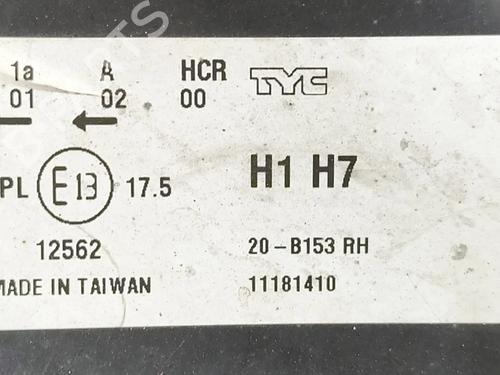 1a A HCR TYC
01 02 00
PL E13 17.5 H1 H7
12562 20-B153 RH
MADE IN TAIWAN 11181410